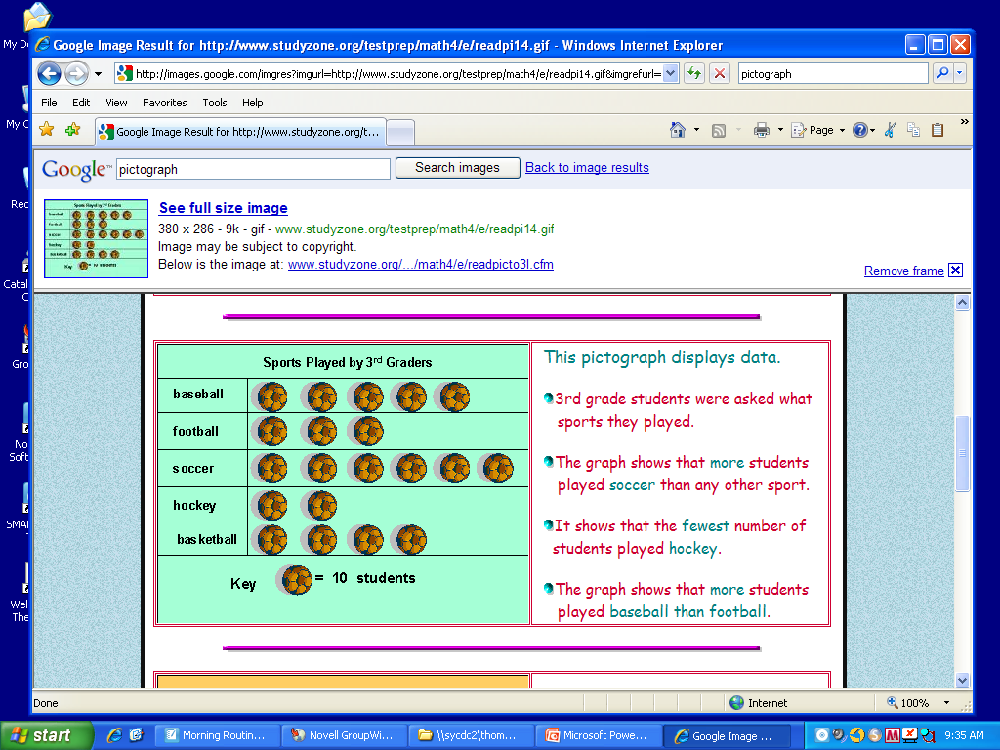 My D
My C
Rec
Catal
C
Gro
No
Soft
SMAI
Wel
The
Google Image Result for http://www.studyzone.org/testprep/math4/e/readpi14.gif - Windows Internet Explorer
http://images.google.com/imgres?imgurl=http://www.studyzone.org/testprep/math4/e/readpi14.gif&imgrefurl=
pictograph
File Edit View Favorites Tools Help
Google Image Result for http://www.studyzone.org/t...
Page
Google™ pictograph Search images Back to image results
See full size image
380 x 286 - 9k - gif - www.studyzone.org/testprep/math4/e/readpi14.gif
Image may be subject to copyright.
Below is the image at: www.studyzone.org/.../math4/e/readpicto3l.cfm
Remove frame
Sports Played by 3rd Graders
baseball
football
soccer
hockey
basketball
Key = 10 students
This pictograph displays data.
3rd grade students were asked what
sports they played.
The graph shows that more students
played soccer than any other sport.
It shows that the fewest number of
students played hockey.
The graph shows that more students
played baseball than football.
Done Internet 100%
start Morning Routin... Novell GroupWi... \\sycdc2\thom... Microsoft Powe... Google Image ... 9:35 AM